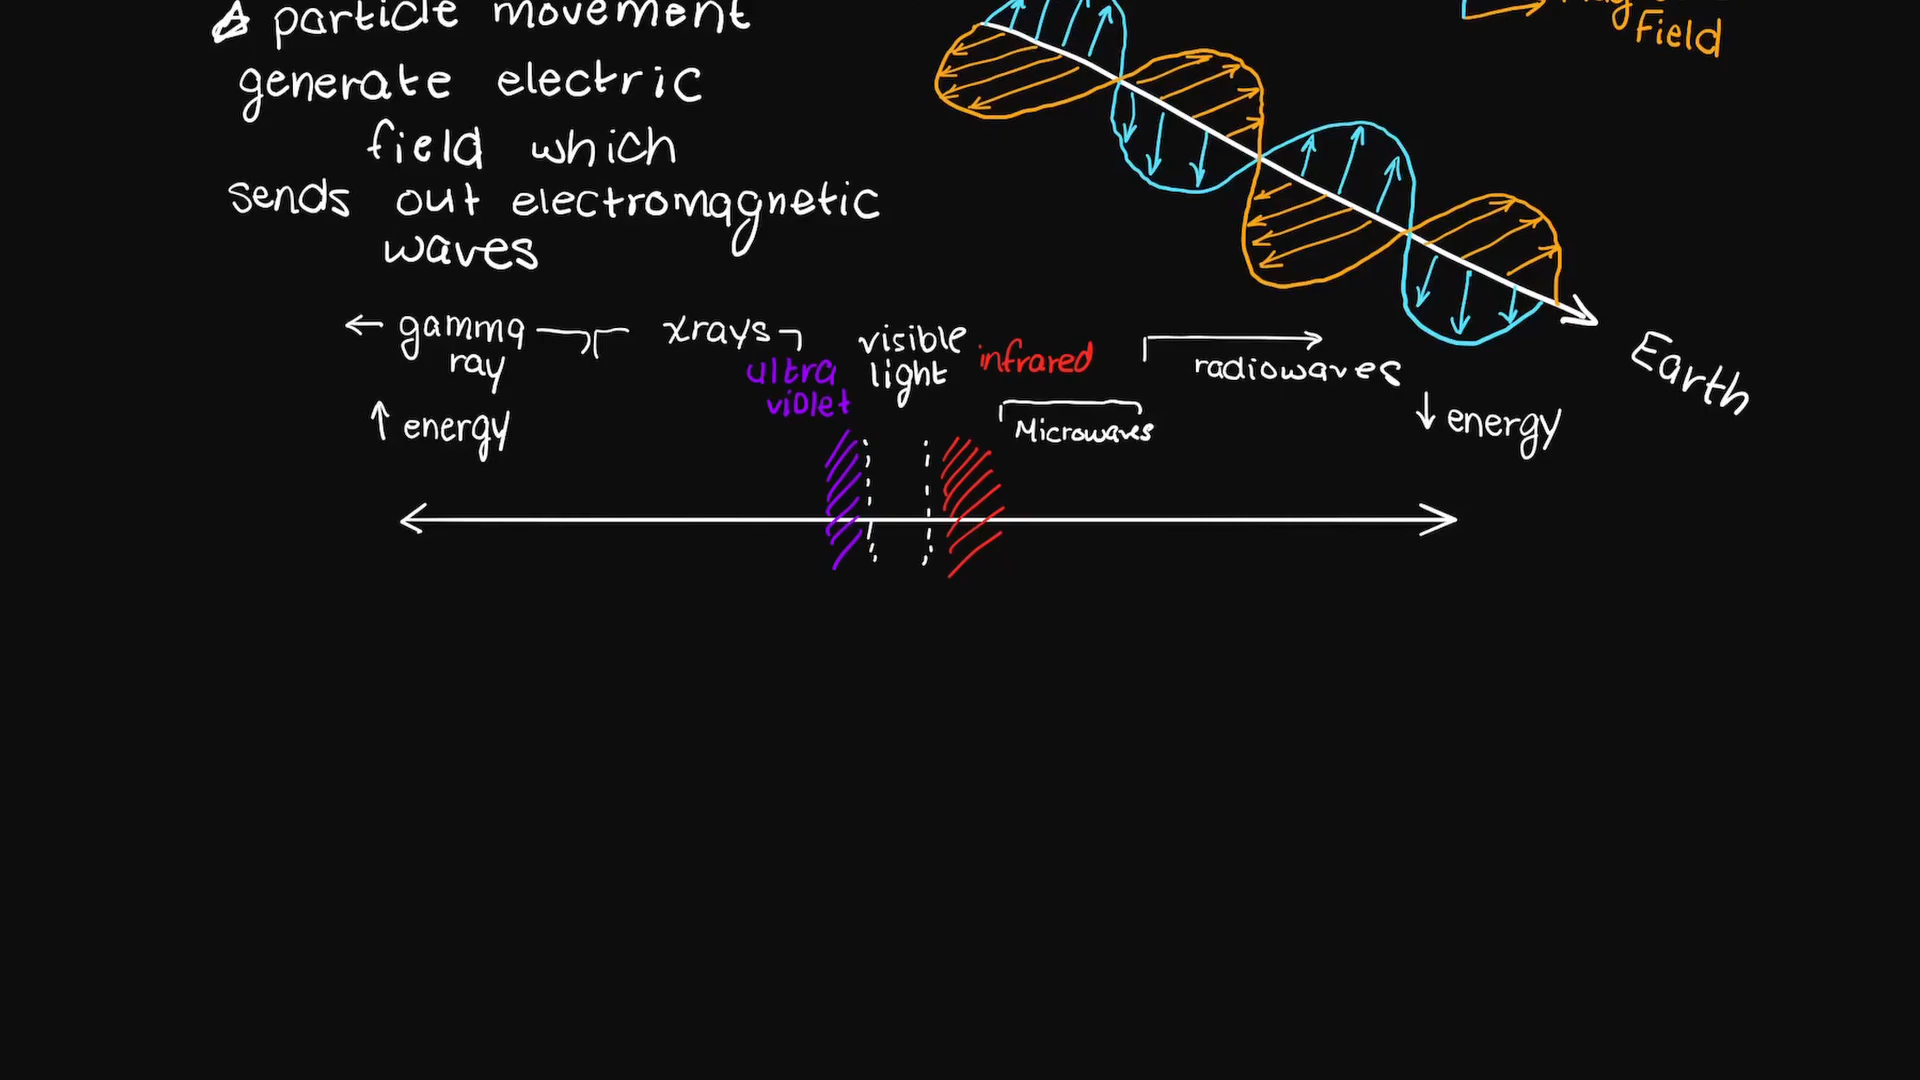 Δ particle movement
generate electric
field which
sends out electromagnetic
waves
Field
Earth
← gamma
ray
xrays
ultra
violet
visible
light
infrared
Microwaves
radiowaves
↑ energy
↓ energy